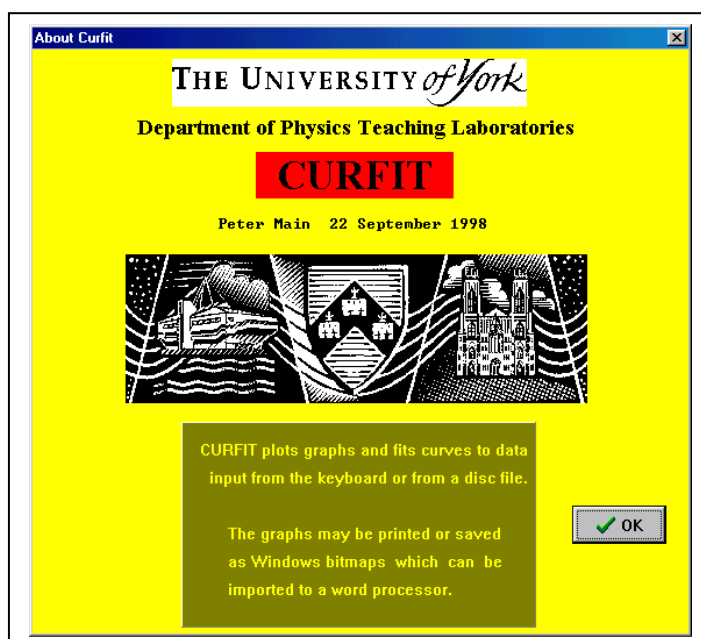 About Curfit
THE UNIVERSITY of York
Department of Physics Teaching Laboratories
CURFIT
Peter Main 22 September 1998
CURFIT plots graphs and fits curves to data
input from the keyboard or from a disc file.
The graphs may be printed or saved
as Windows bitmaps which can be
imported to a word processor.
OK